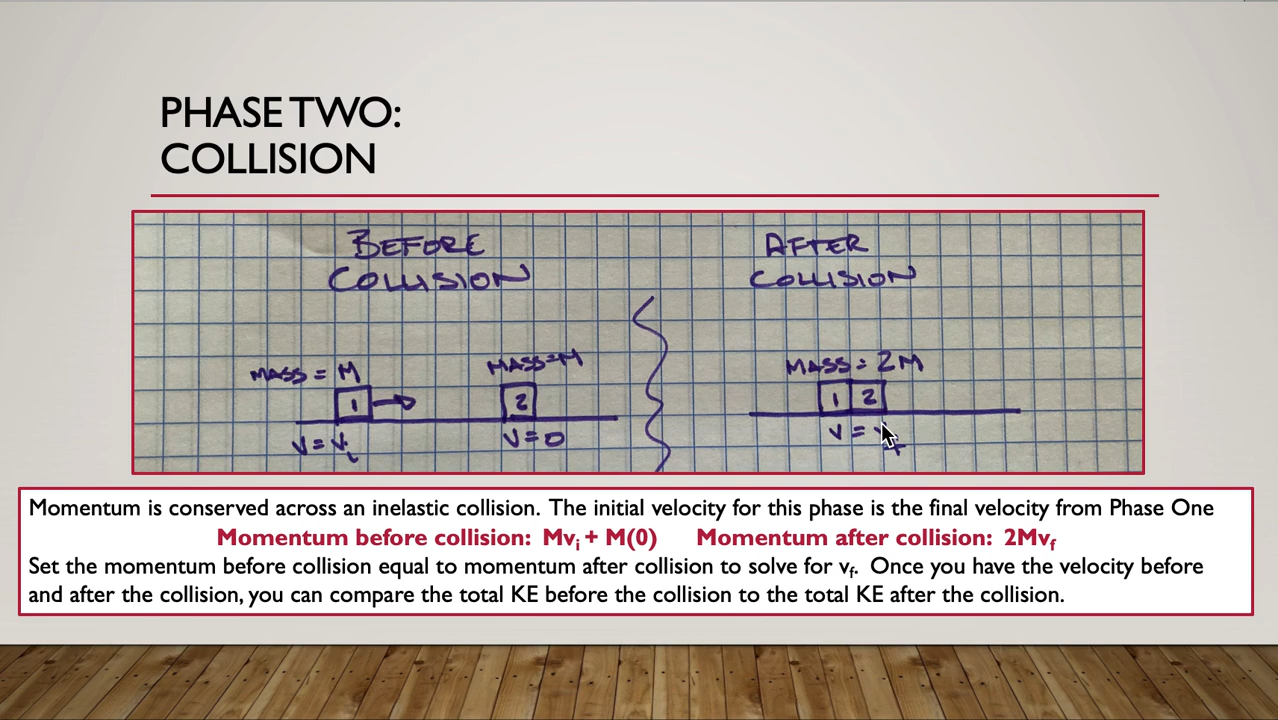 PHASE TWO:
COLLISION
BEFORE
COLLISION
MASS = M
MASS=M
1
2
V = Vi
V = 0
AFTER
COLLISION
MASS = 2M
1 2
V = Vf
Momentum is conserved across an inelastic collision. The initial velocity for this phase is the final velocity from Phase One
Momentum before collision: Mvi + M(0) Momentum after collision: 2Mvf
Set the momentum before collision equal to momentum after collision to solve for vf. Once you have the velocity before
and after the collision, you can compare the total KE before the collision to the total KE after the collision.